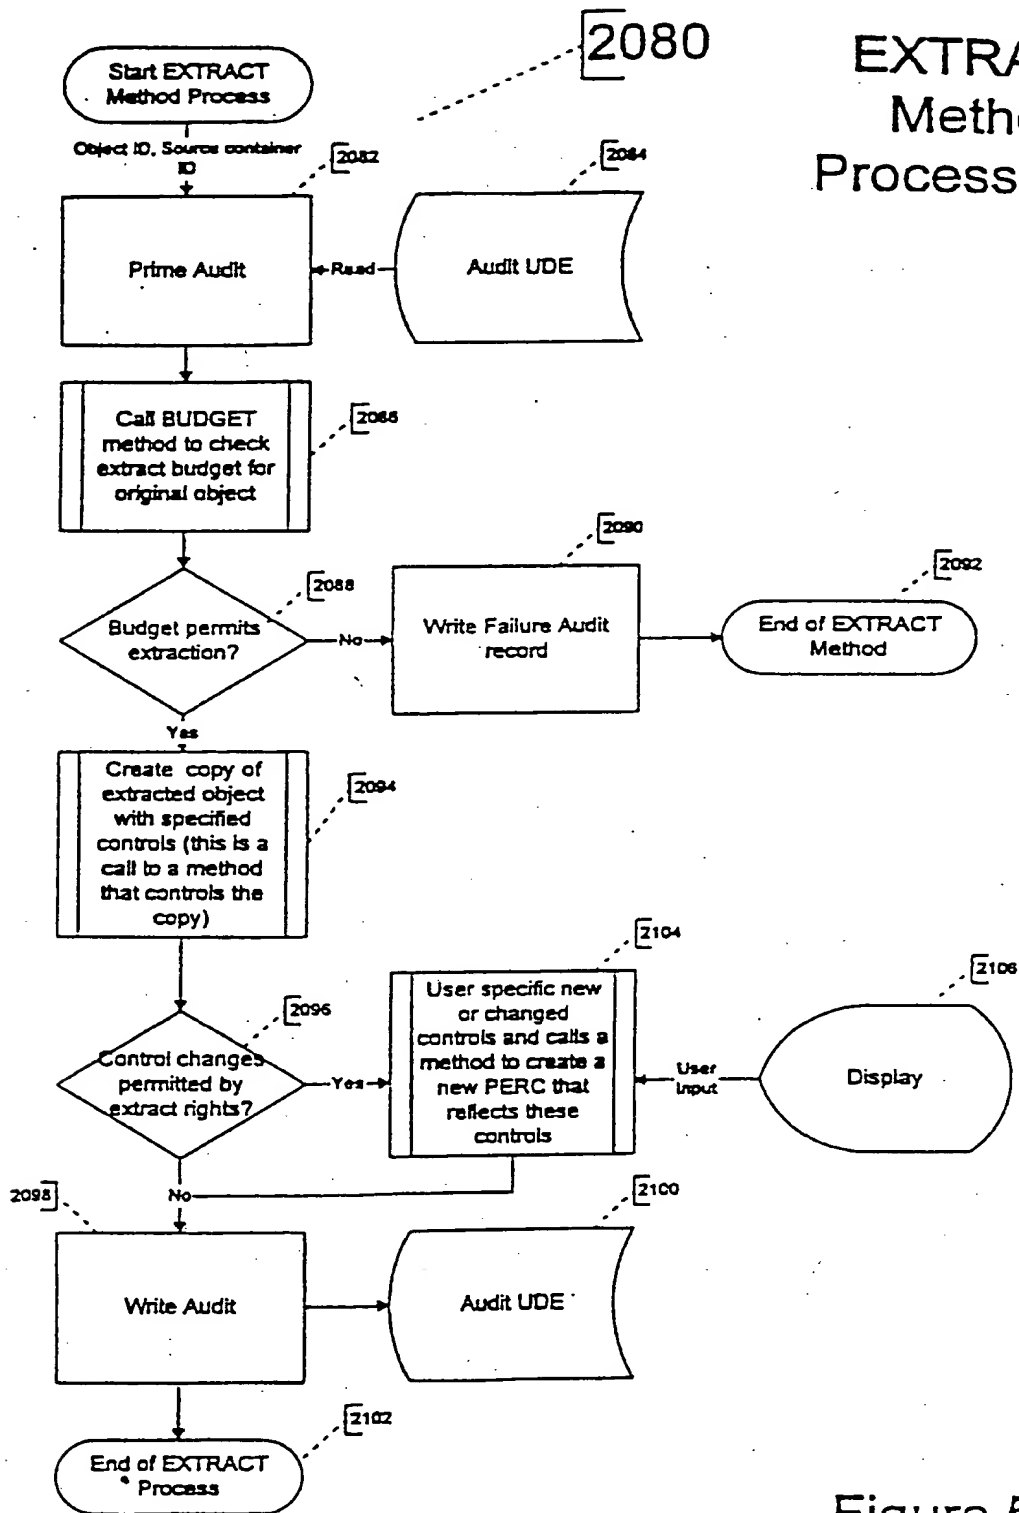 2080
EXTRA
Metho
Process
Start EXTRACT
Method Process
Object ID, Source container
ID
2082
2084
Prime Audit
Read
Audit UDE
Call BUDGET
method to check
extract budget for
original object
2086
2088
2090
2092
Budget permits
extraction?
No
Write Failure Audit
record
End of EXTRACT
Method
Yes
Create copy of
extracted object
with specified
controls (this is a
call to a method
that controls the
copy)
2094
2096
2104
2106
Control changes
permitted by
extract rights?
Yes
User specific new
or changed
controls and calls a
method to create a
new PERC that
reflects these
controls
User
Input
Display
No
2098
2100
Write Audit
Audit UDE
2102
End of EXTRACT
Process
Figure 5